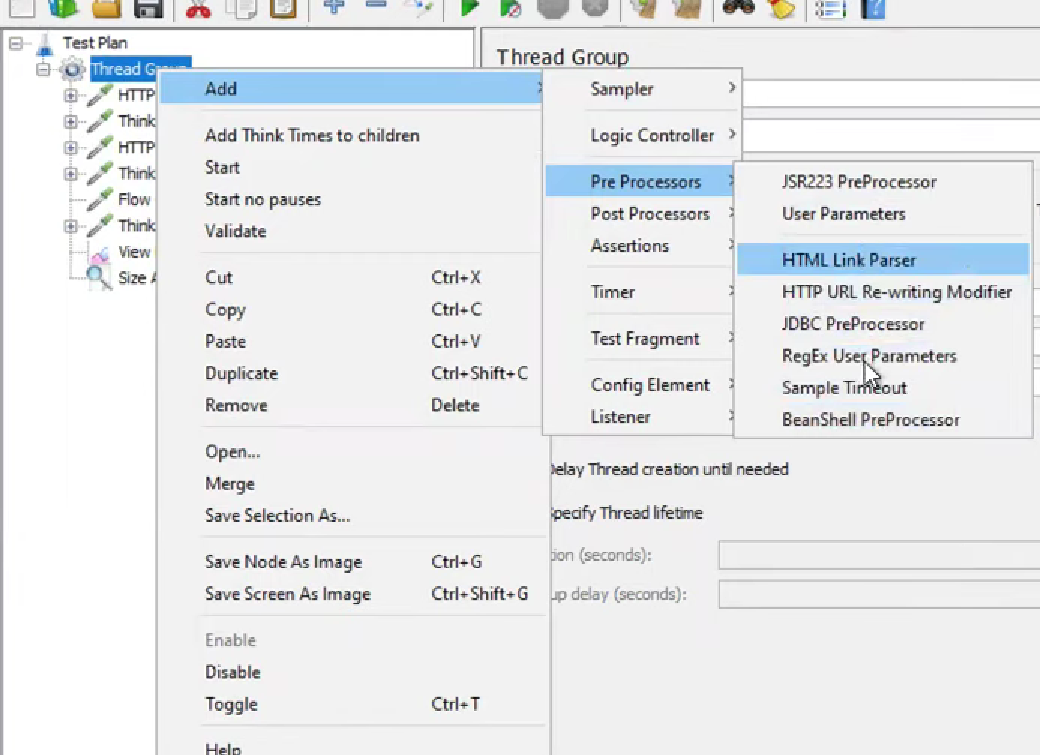 Test Plan
Thread Group
HTTP
Think
HTTP
Think
Flow
Think
View
Size
Add
Add Think Times to children
Start
Start no pauses
Validate
Cut Ctrl+X
Copy Ctrl+C
Paste Ctrl+V
Duplicate Ctrl+Shift+C
Remove Delete
Open...
Merge
Save Selection As...
Save Node As Image Ctrl+G
Save Screen As Image Ctrl+Shift+G
Enable
Disable
Toggle Ctrl+T
Help
Thread Group
Sampler
Logic Controller
Pre Processors
Post Processors
Assertions
Timer
Test Fragment
Config Element
Listener
JSR223 PreProcessor
User Parameters
HTML Link Parser
HTTP URL Re-writing Modifier
JDBC PreProcessor
RegEx User Parameters
Sample Timeout
BeanShell PreProcessor
Delay Thread creation until needed
Specify Thread lifetime
tion (seconds):
up delay (seconds):